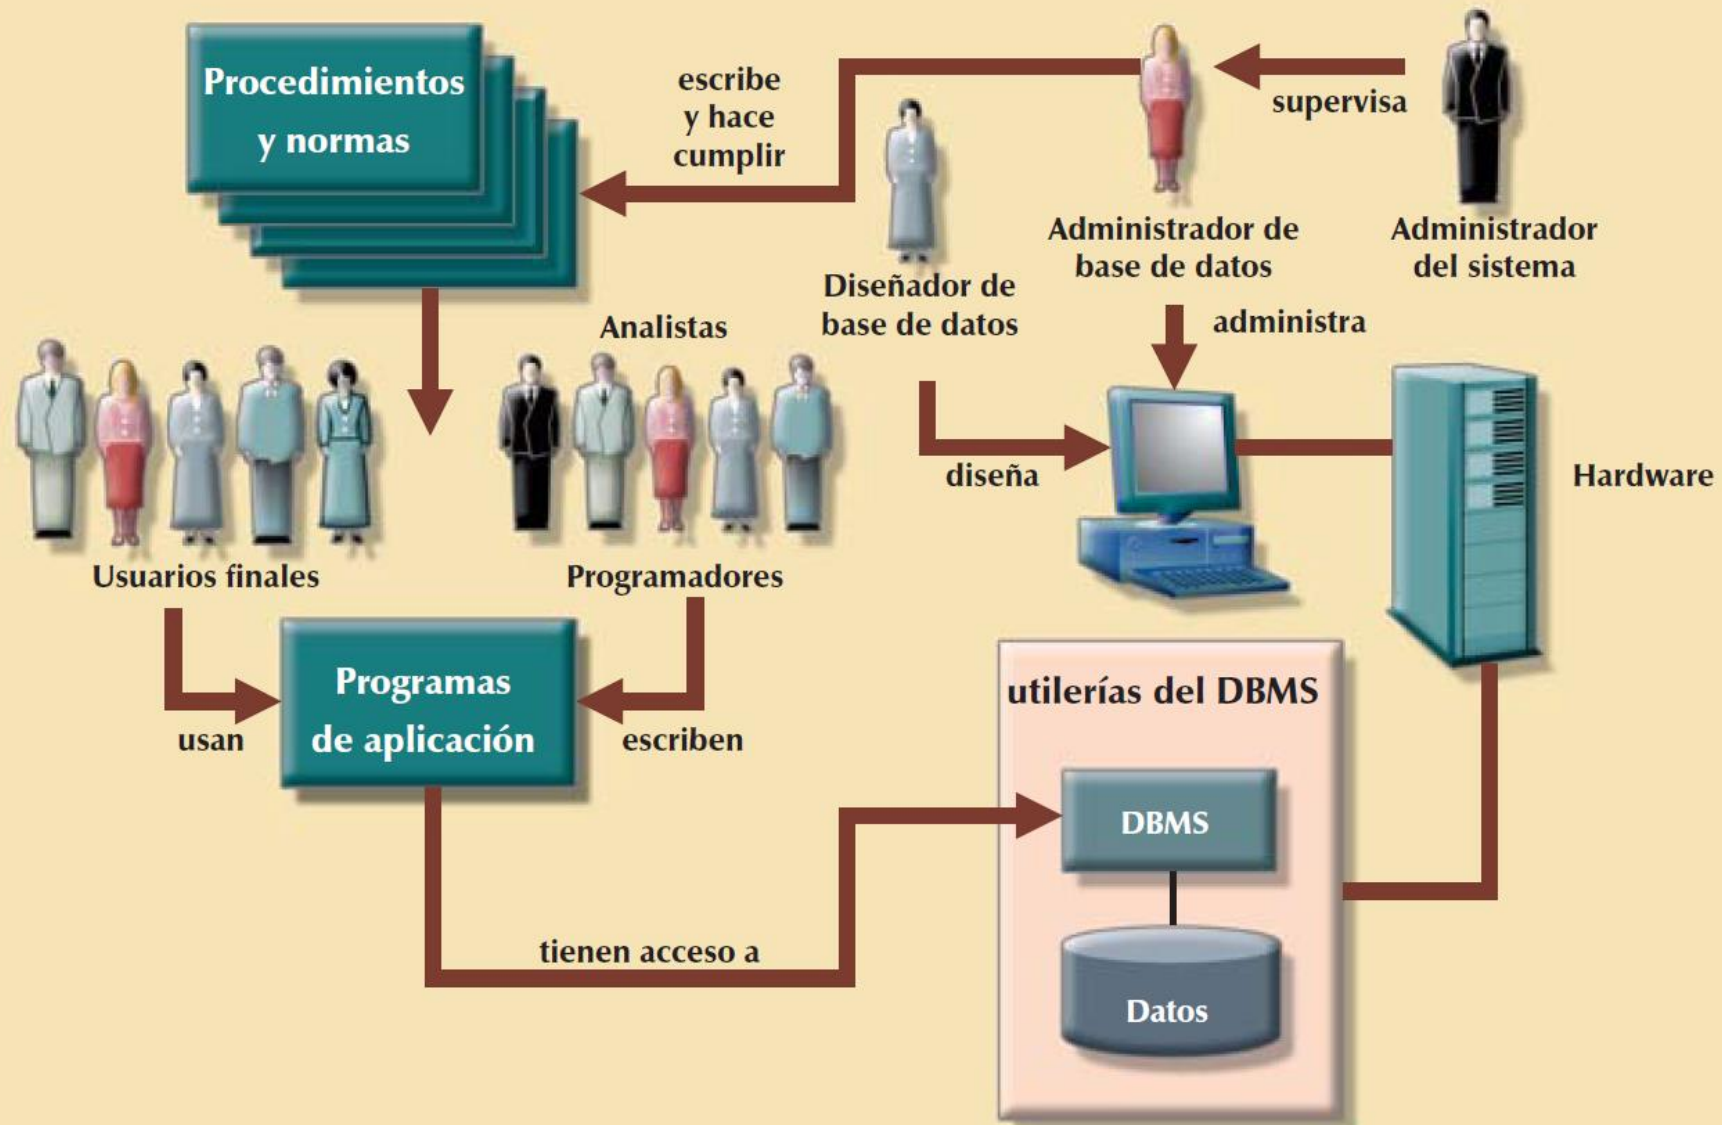 Procedimientos
y normas
escribe
y hace
cumplir
supervisa
Administrador de
base de datos
Administrador
del sistema
Diseñador de
base de datos
administra
Analistas
diseña
Hardware
Usuarios finales
Programadores
Programas
de aplicación
usan
escriben
utilerías del DBMS
DBMS
tienen acceso a
Datos